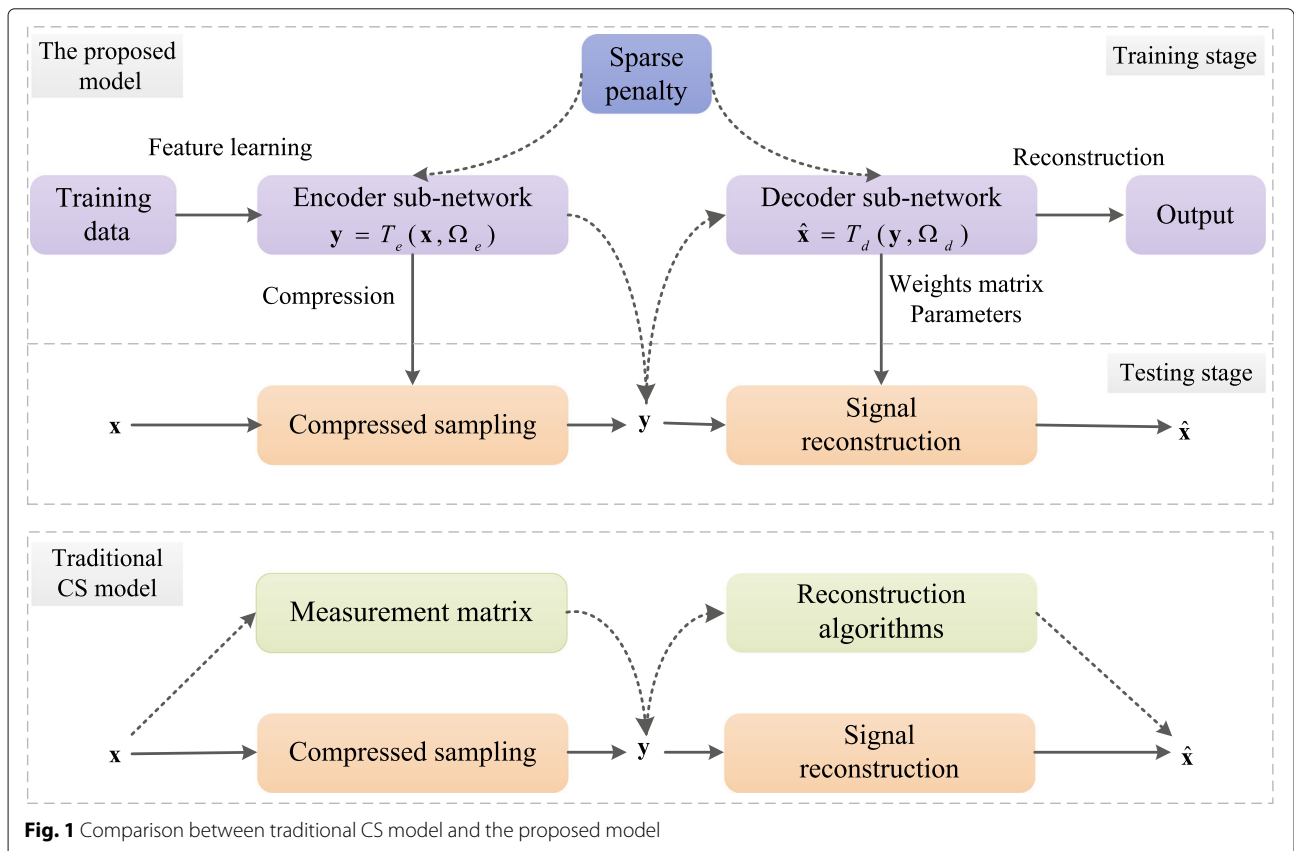 The proposed
model
Sparse
penalty
Training stage
Feature learning
Reconstruction
Training
data
Encoder sub-network
y = T_e(x, Ω_e)
Decoder sub-network
x̂ = T_d(y, Ω_d)
Output
Compression
Weights matrix
Parameters
Testing stage
x
Compressed sampling
y
Signal
reconstruction
x̂
Traditional
CS model
Measurement matrix
Reconstruction
algorithms
x
Compressed sampling
y
Signal
reconstruction
x̂
Fig. 1 Comparison between traditional CS model and the proposed model